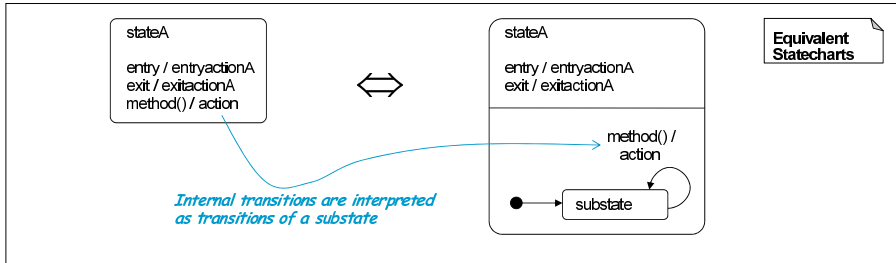 stateA
entry / entryactionA
exit / exitactionA
method() / action
stateA
entry / entryactionA
exit / exitactionA
method() /
action
substate
Internal transitions are interpreted
as transitions of a substate
Equivalent
Statecharts